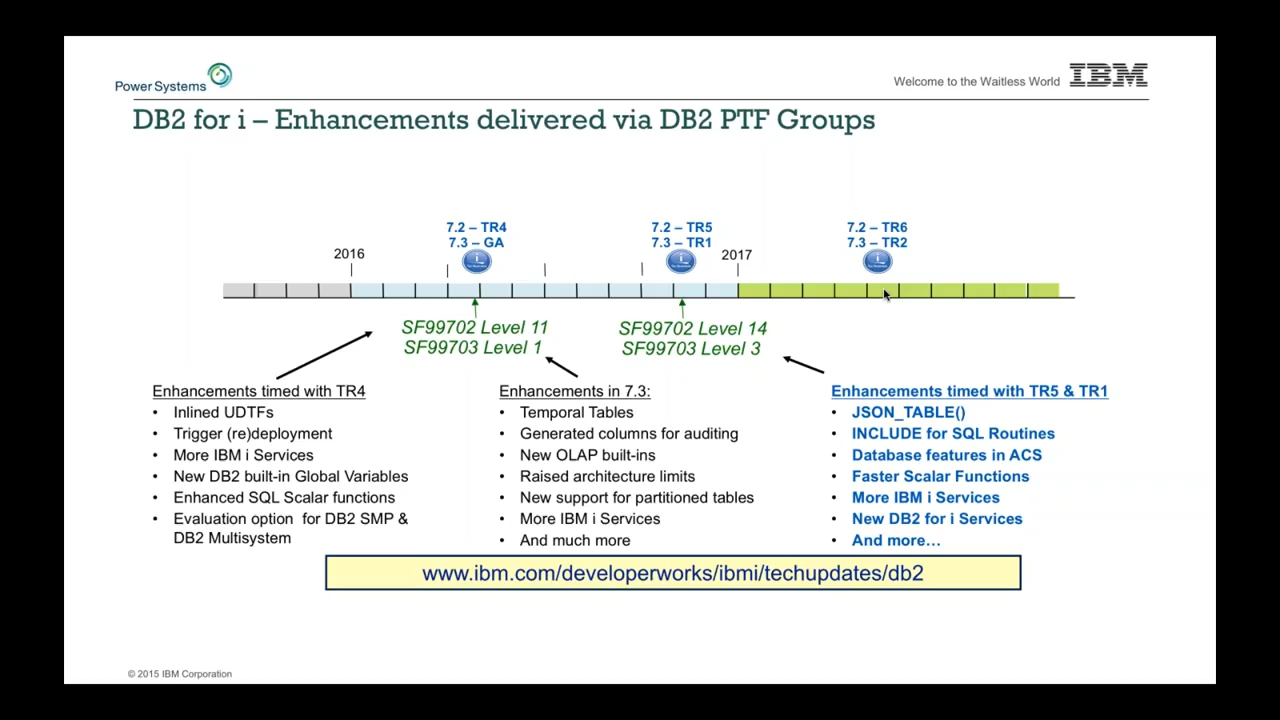 Power Systems
Welcome to the Waitless World
IBM
DB2 for i – Enhancements delivered via DB2 PTF Groups
7.2 – TR4
7.3 – GA
7.2 – TR5
7.3 – TR1
7.2 – TR6
7.3 – TR2
2016
2017
SF99702 Level 11
SF99703 Level 1
SF99702 Level 14
SF99703 Level 3
Enhancements timed with TR4
• Inlined UDTFs
• Trigger (re)deployment
• More IBM i Services
• New DB2 built-in Global Variables
• Enhanced SQL Scalar functions
• Evaluation option for DB2 SMP &
DB2 Multisystem
Enhancements in 7.3:
• Temporal Tables
• Generated columns for auditing
• New OLAP built-ins
• Raised architecture limits
• New support for partitioned tables
• More IBM i Services
• And much more
Enhancements timed with TR5 & TR1
• JSON_TABLE()
• INCLUDE for SQL Routines
• Database features in ACS
• Faster Scalar Functions
• More IBM i Services
• New DB2 for i Services
• And more…
www.ibm.com/developerworks/ibmi/techupdates/db2
© 2015 IBM Corporation